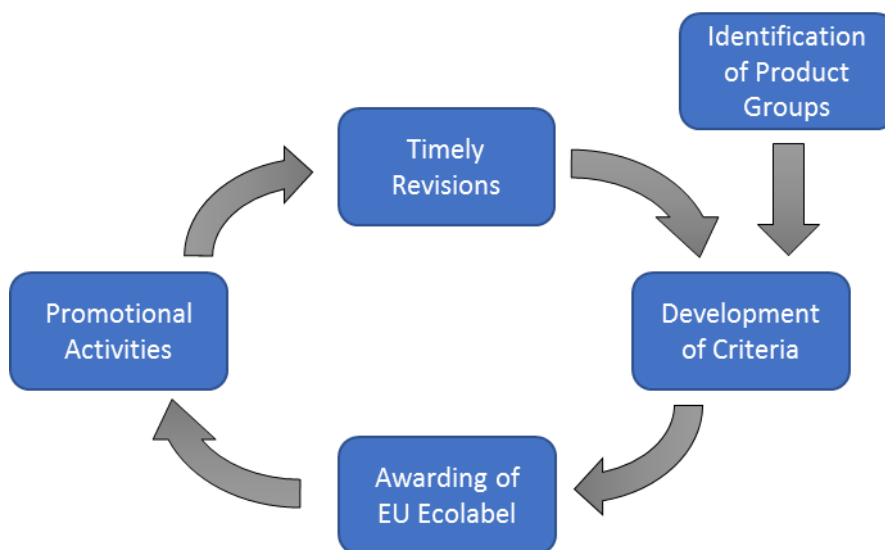 Identification
of Product
Groups
Timely
Revisions
Promotional
Activities
Development
of Criteria
Awarding of
EU Ecolabel